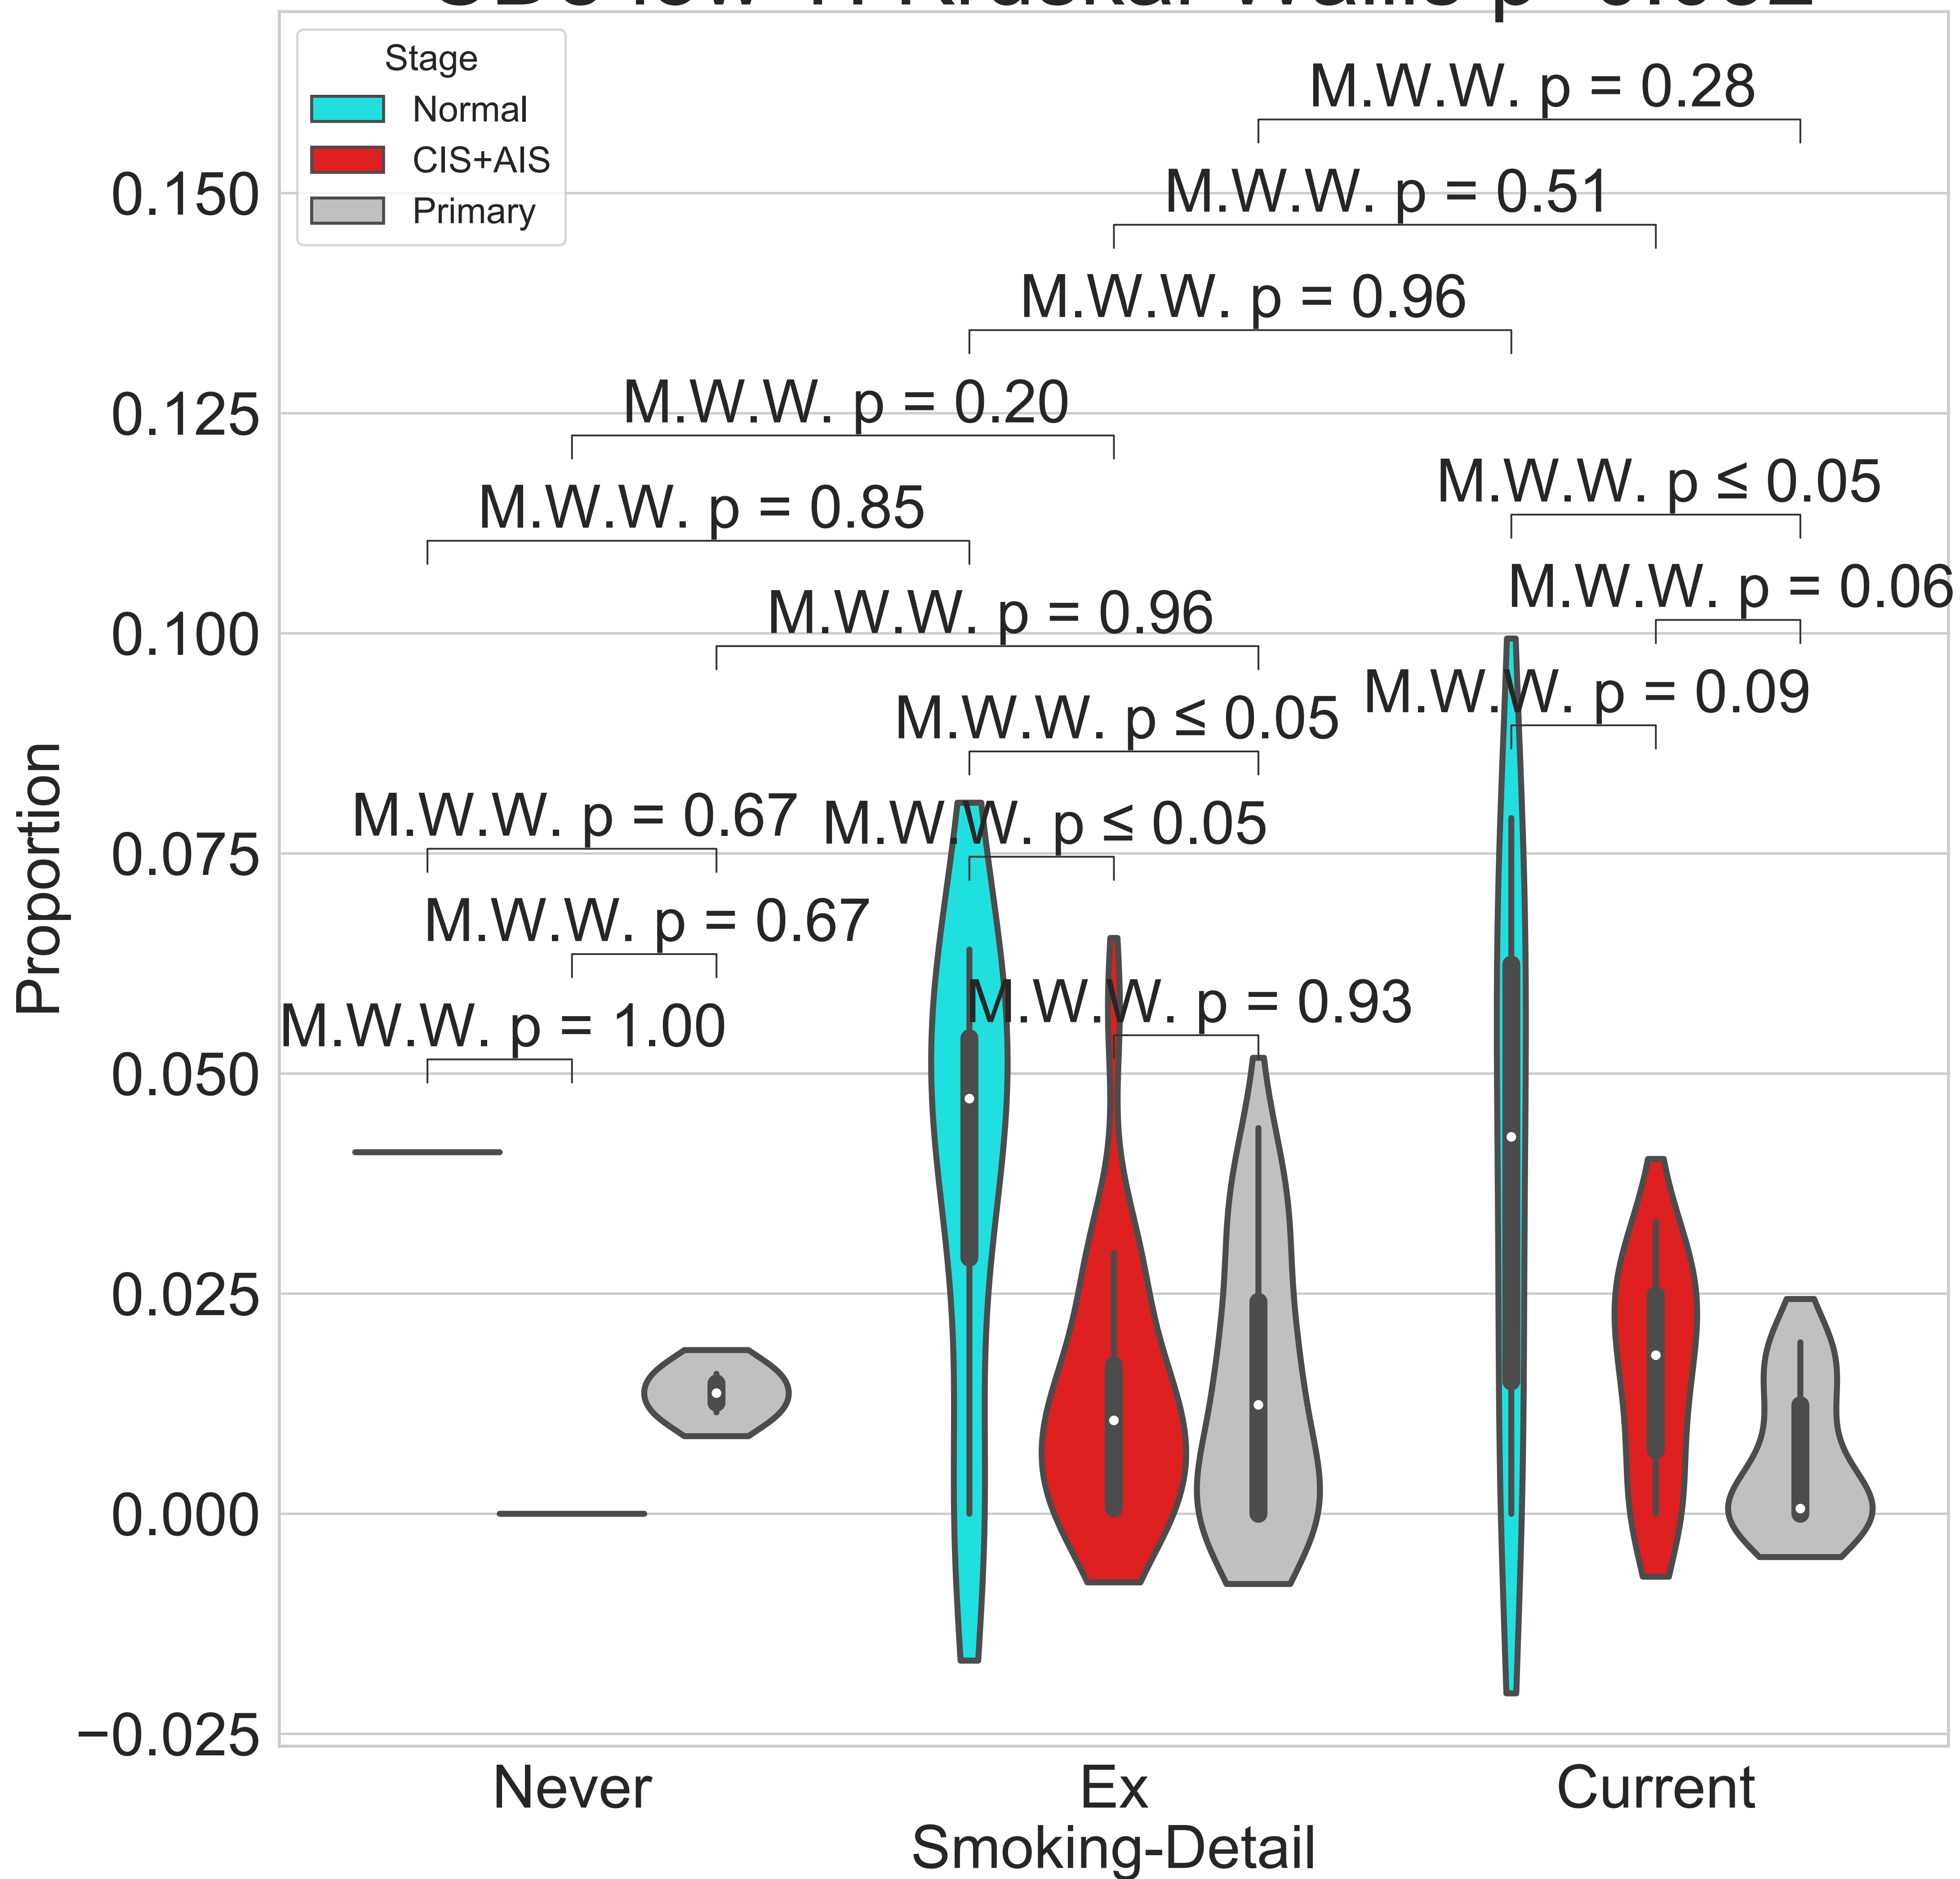 Stage
Normal
CIS+AIS
Primary
M.W.W. p = 0.28
M.W.W. p = 0.51
M.W.W. p = 0.96
M.W.W. p = 0.20
M.W.W. p ≤ 0.05
M.W.W. p = 0.85
M.W.W. p = 0.06
M.W.W. p = 0.96
M.W.W. p = 0.09
M.W.W. p ≤ 0.05
M.W.W. p = 0.67
M.W.W. p ≤ 0.05
M.W.W. p = 0.67
M.W.W. p = 0.93
M.W.W. p = 1.00
0.150
0.125
0.100
0.075
0.050
0.025
0.000
−0.025
Proportion
Never
Ex
Current
Smoking-Detail